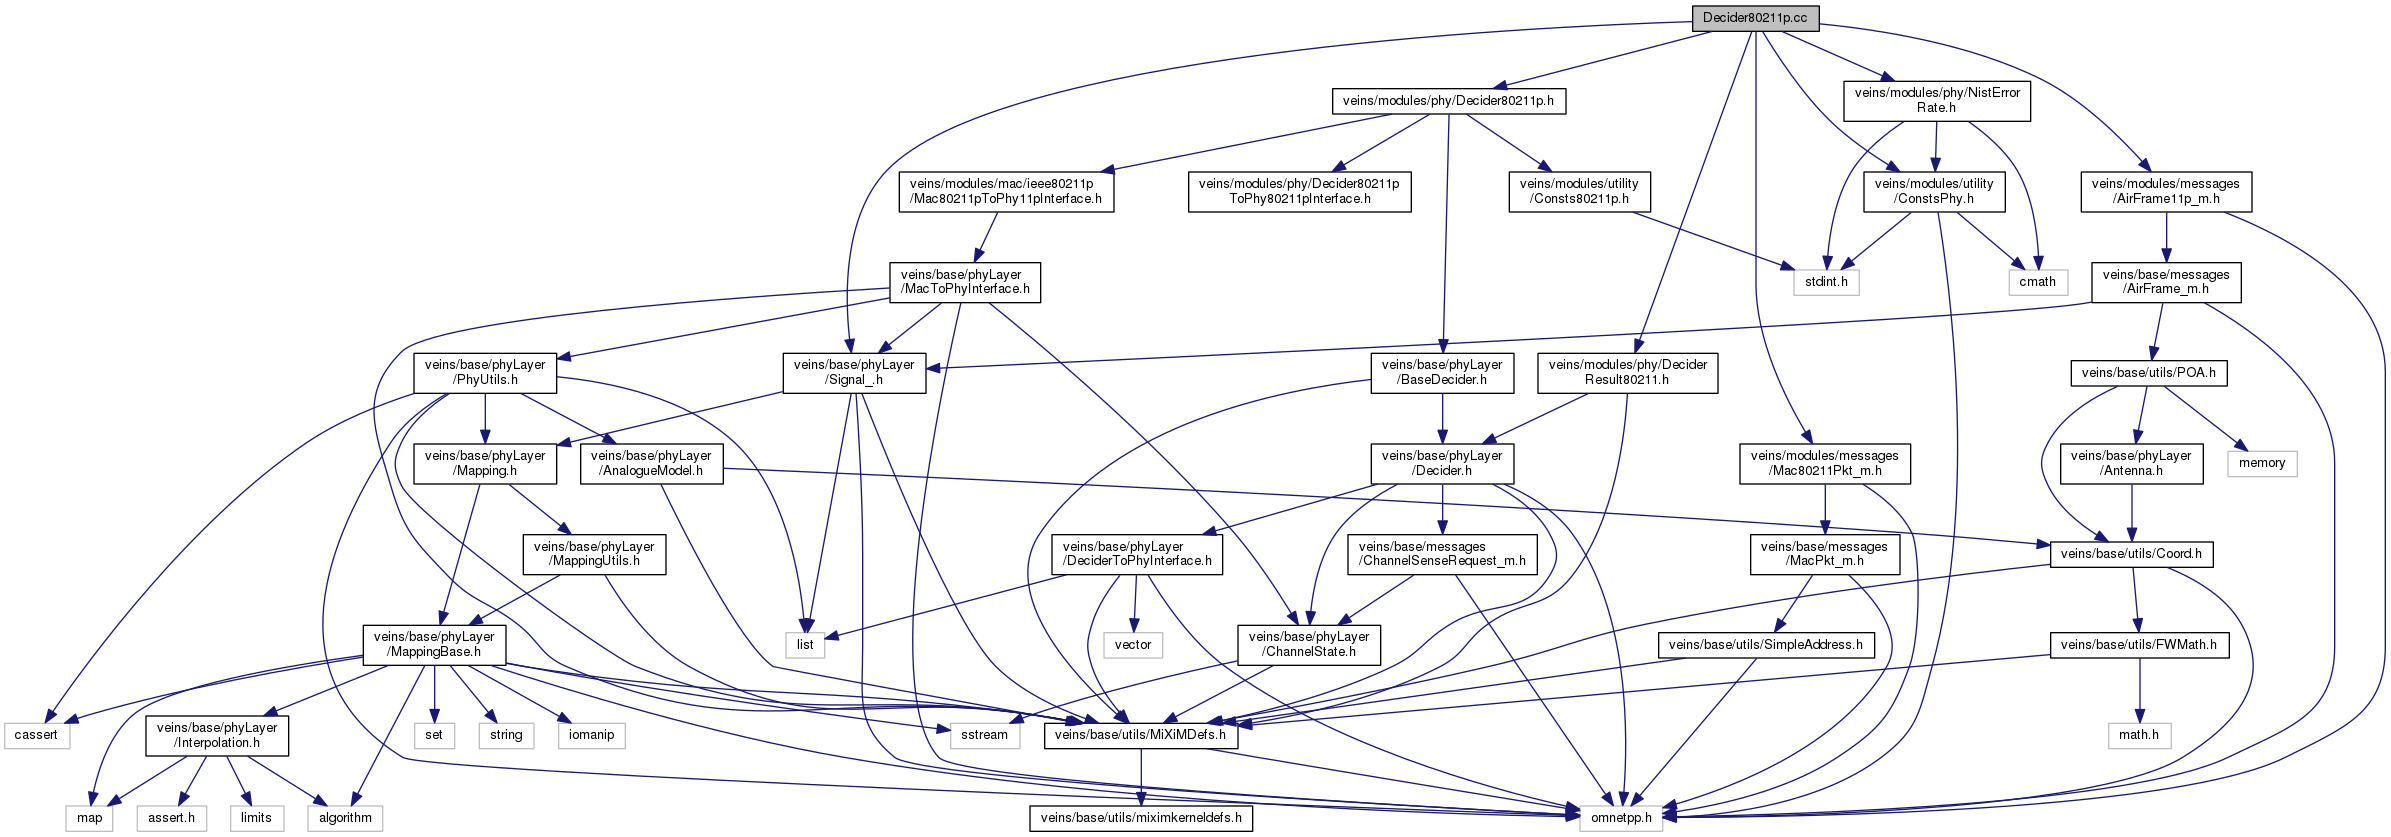 Decider80211p.cc
veins/modules/phy/Decider80211p.h
veins/modules/phy/NistError
Rate.h
veins/modules/mac/ieee80211p
/Mac80211pToPhy11pInterface.h
veins/modules/phy/Decider80211p
ToPhy80211pInterface.h
veins/modules/utility
/Consts80211p.h
veins/modules/utility
/ConstsPhy.h
veins/modules/messages
/AirFrame11p_m.h
veins/base/phyLayer
/MacToPhyInterface.h
stdint.h
cmath
veins/base/messages
/AirFrame_m.h
veins/base/phyLayer
/PhyUtils.h
veins/base/phyLayer
/Signal_.h
veins/base/phyLayer
/BaseDecider.h
veins/modules/phy/Decider
Result80211.h
veins/base/utils/POA.h
veins/base/phyLayer
/Mapping.h
veins/base/phyLayer
/AnalogueModel.h
veins/base/phyLayer
/Decider.h
veins/modules/messages
/Mac80211Pkt_m.h
veins/base/phyLayer
/Antenna.h
memory
veins/base/phyLayer
/MappingUtils.h
veins/base/phyLayer
/DeciderToPhyInterface.h
veins/base/messages
/ChannelSenseRequest_m.h
veins/base/messages
/MacPkt_m.h
veins/base/utils/Coord.h
veins/base/phyLayer
/MappingBase.h
list
vector
veins/base/phyLayer
/ChannelState.h
veins/base/utils/SimpleAddress.h
veins/base/utils/FWMath.h
cassert
veins/base/phyLayer
/Interpolation.h
set
string
iomanip
sstream
veins/base/utils/MiXiMDefs.h
math.h
map
assert.h
limits
algorithm
veins/base/utils/miximkerneldefs.h
omnetpp.h